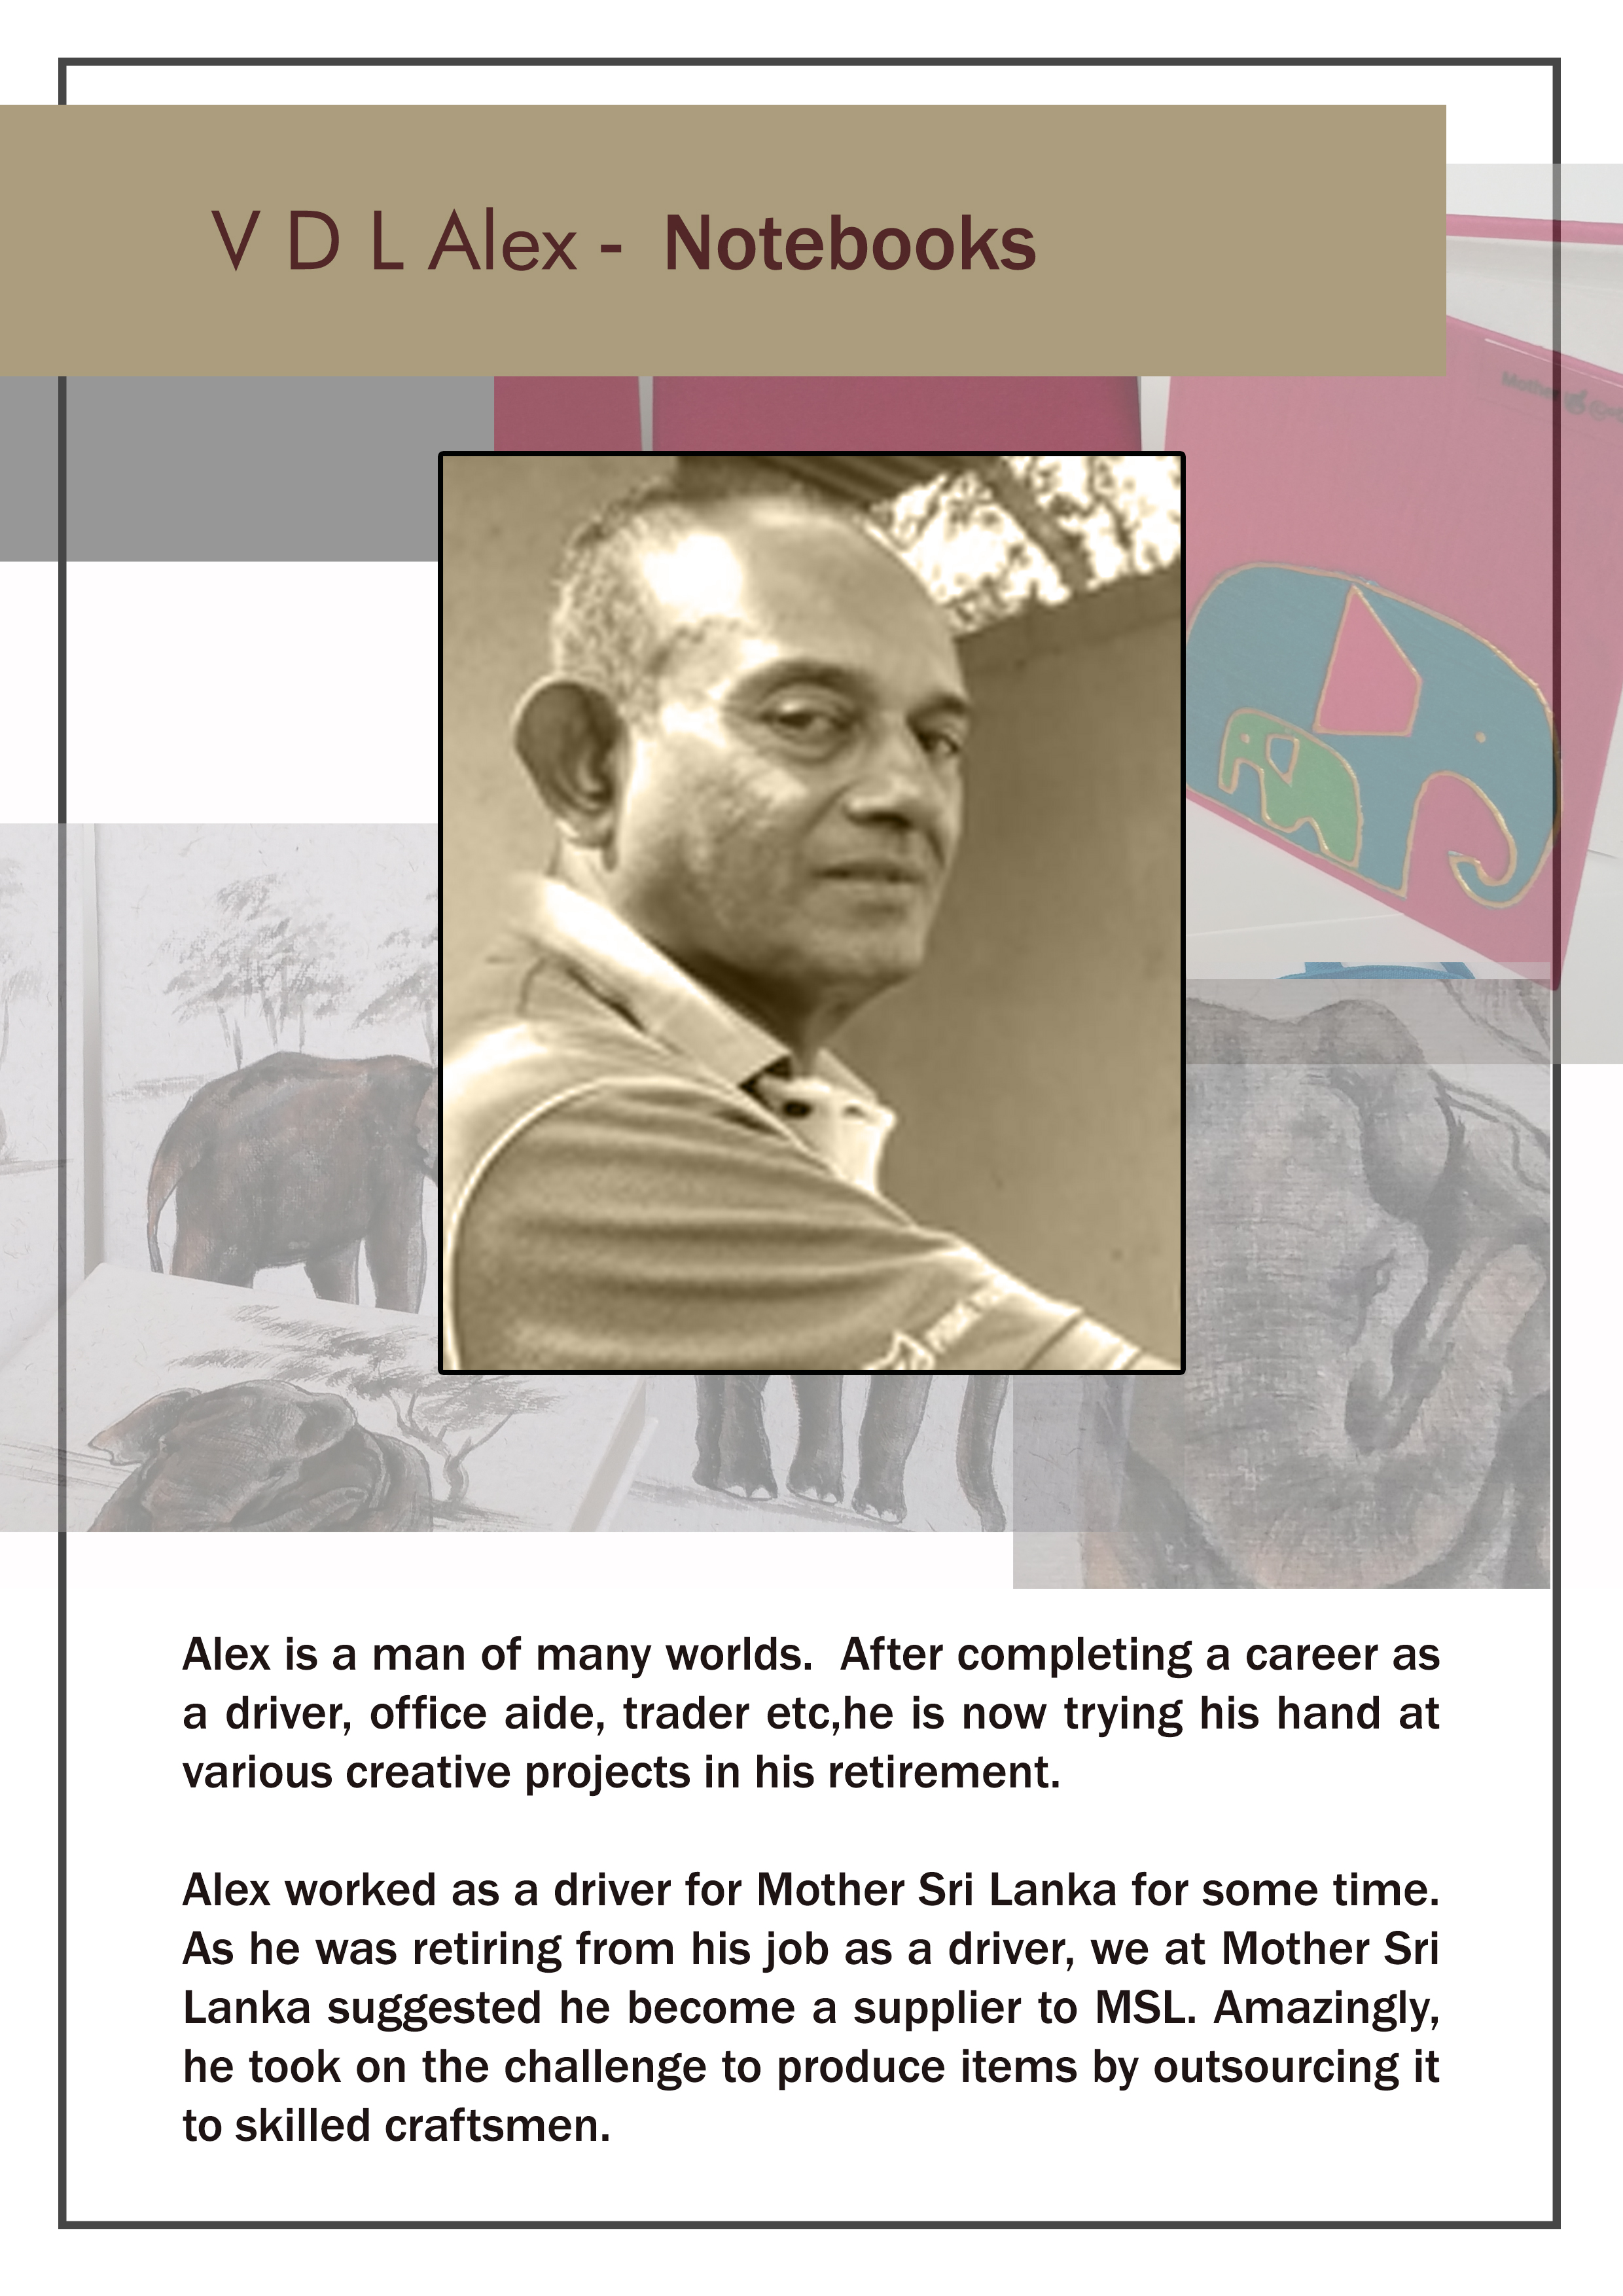 V D L Alex - Notebooks
Mother
Alex is a man of many worlds.  After completing a career as
a driver, office aide, trader etc,he is now trying his hand at
various creative projects in his retirement.
Alex worked as a driver for Mother Sri Lanka for some time.
As he was retiring from his job as a driver, we at Mother Sri
Lanka suggested he become a supplier to MSL. Amazingly,
he took on the challenge to produce items by outsourcing it
to skilled craftsmen.